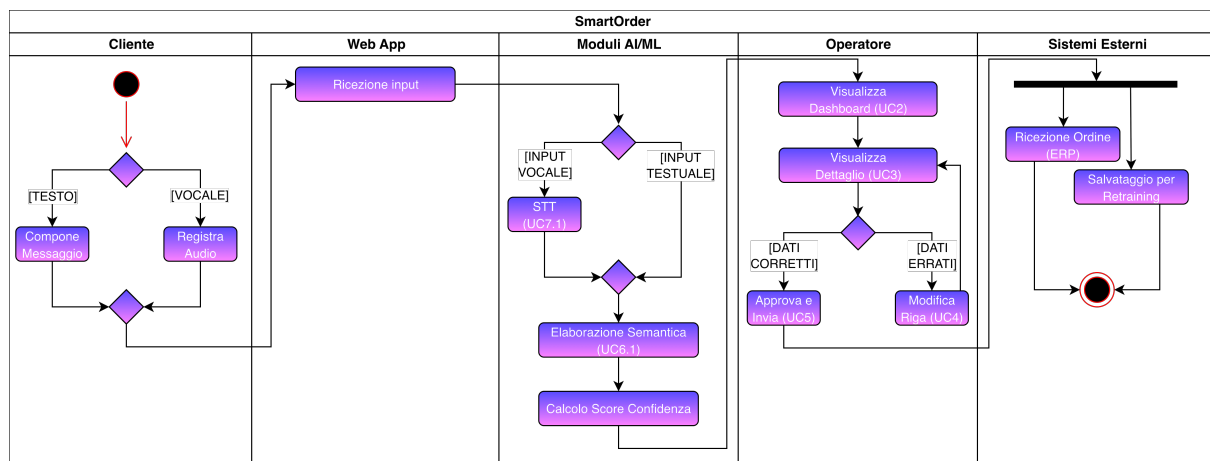 SmartOrder
Cliente
Web App
Moduli AI/ML
Operatore
Sistemi Esterni
[TESTO]
[VOCALE]
Compone
Messaggio
Registra
Audio
Ricezione input
[INPUT
VOCALE]
[INPUT
TESTUALE]
STT
(UC7.1)
Elaborazione Semantica
(UC6.1)
Calcolo Score Confidenza
Visualizza
Dashboard (UC2)
Visualizza
Dettaglio (UC3)
[DATI
CORRETTI]
[DATI
ERRATI]
Approva e
Invia (UC5)
Modifica
Riga (UC4)
Ricezione Ordine
(ERP)
Salvataggio per
Retraining